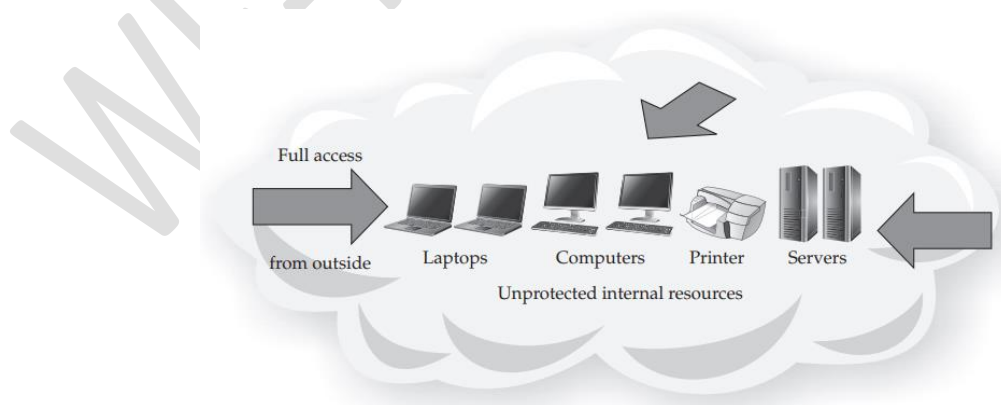 Full access
from outside
Laptops Computers Printer Servers
Unprotected internal resources